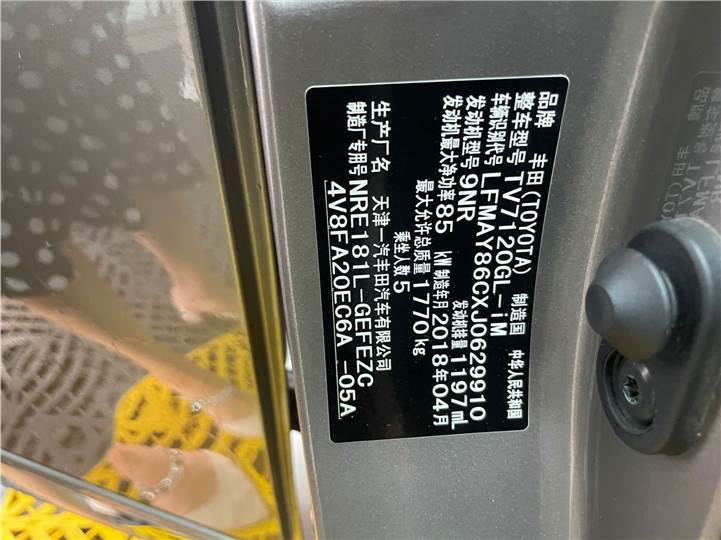 品牌 丰田(TOYOTA) 制造国 中华人民共和国
整车型号 TV7120GL-iM
车辆识别代号 LFMAY86CXJ0629910
发动机型号 9NR 发动机排量 1197mL
发动机最大净功率 85 kW 制造年月 2018年04月
最大允许总质量 1770kg
乘坐人数 5
生产厂名 天津一汽丰田汽车有限公司
制造厂专用号 NRE181L-GEFEZC
4V8FA20EC6A -05A